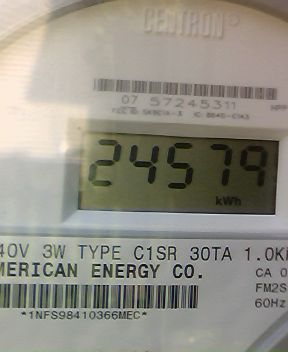 CENTRON®
07 57245311
24579
kWh
40V 3W TYPE C1SR 30TA 1.0K
MERICAN ENERGY CO.
CA 0
FM2S
60Hz
*1NFS98410366MEC*